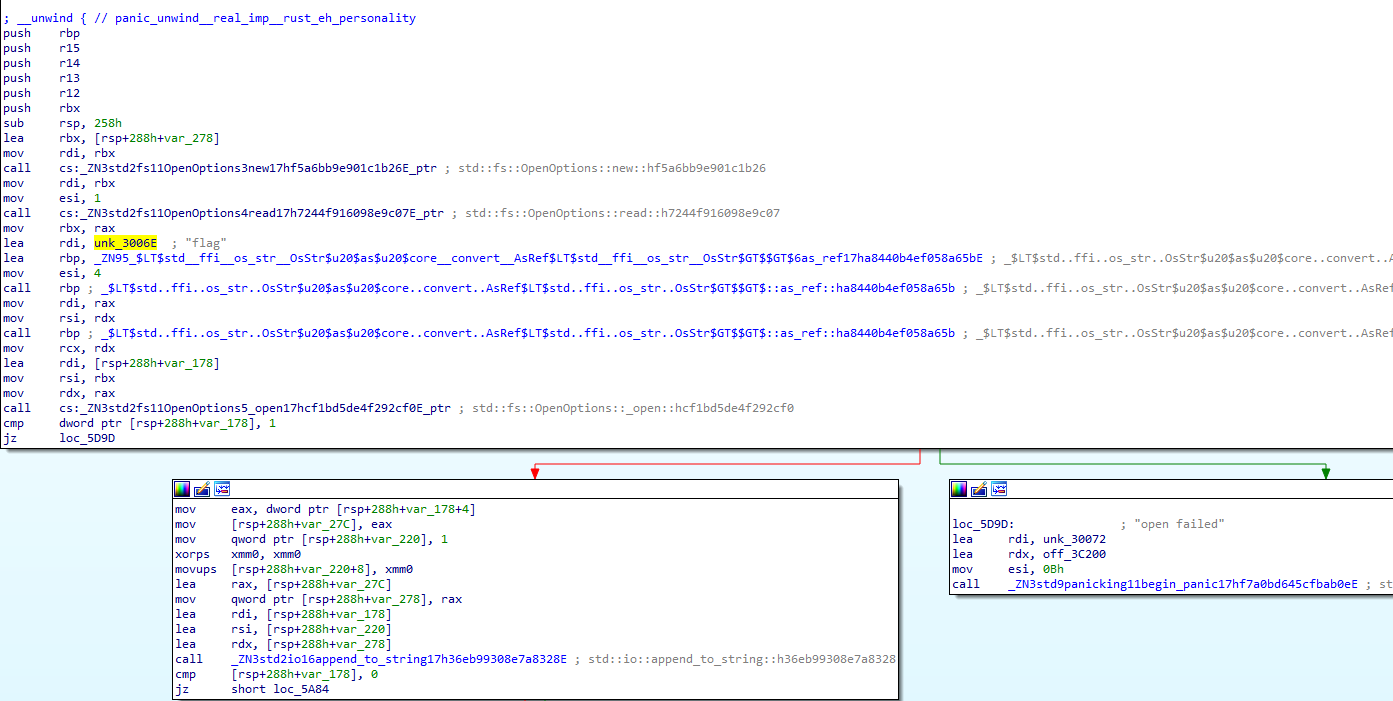 ; __unwind { // panic_unwind__real_imp__rust_eh_personality
push rbp
push r15
push r14
push r13
push r12
push rbx
sub rsp, 258h
lea rbx, [rsp+288h+var_278]
mov rdi, rbx
call cs:_ZN3std2fs11OpenOptions3new17hf5a6bb9e901c1b26E_ptr ; std::fs::OpenOptions::new::hf5a6bb9e901c1b26
mov rdi, rbx
mov esi, 1
call cs:_ZN3std2fs11OpenOptions4read17h7244f916098e9c07E_ptr ; std::fs::OpenOptions::read::h7244f916098e9c07
mov rbx, rax
lea rdi, unk_3006E ; "flag"
lea rbp, _ZN95_$LT$std__ffi__os_str__OsStr$u20$as$u20$core__convert__AsRef$LT$std__ffi__os_str__OsStr$GT$$GT$6as_ref17ha8440b4ef058a65bE ; _$LT$std..ffi..os_str..OsStr$u20$as$u20$core..convert..A
mov esi, 4
call rbp ; _$LT$std..ffi..os_str..OsStr$u20$as$u20$core..convert..AsRef$LT$std..ffi..os_str..OsStr$GT$$GT$::as_ref::ha8440b4ef058a65b ; _$LT$std..ffi..os_str..OsStr$u20$as$u20$core..convert..AsRef
mov rdi, rax
mov rsi, rdx
call rbp ; _$LT$std..ffi..os_str..OsStr$u20$as$u20$core..convert..AsRef$LT$std..ffi..os_str..OsStr$GT$$GT$::as_ref::ha8440b4ef058a65b ; _$LT$std..ffi..os_str..OsStr$u20$as$u20$core..convert..AsRef
mov rcx, rdx
lea rdi, [rsp+288h+var_178]
mov rsi, rbx
mov rdx, rax
call cs:_ZN3std2fs11OpenOptions5_open17hcf1bd5de4f292cf0E_ptr ; std::fs::OpenOptions::_open::hcf1bd5de4f292cf0
cmp dword ptr [rsp+288h+var_178], 1
jz loc_5D9D
mov eax, dword ptr [rsp+288h+var_178+4]
mov [rsp+288h+var_27C], eax
mov qword ptr [rsp+288h+var_220], 1
xorps xmm0, xmm0
movups [rsp+288h+var_220+8], xmm0
lea rax, [rsp+288h+var_27C]
mov qword ptr [rsp+288h+var_278], rax
lea rdi, [rsp+288h+var_178]
lea rsi, [rsp+288h+var_220]
lea rdx, [rsp+288h+var_278]
call _ZN3std2io16append_to_string17h36eb99308e7a8328E ; std::io::append_to_string::h36eb99308e7a8328
cmp [rsp+288h+var_178], 0
jz short loc_5A84
loc_5D9D: ; "open failed"
lea rdi, unk_30072
lea rdx, off_3C200
mov esi, 0Bh
call _ZN3std9panicking11begin_panic17hf7a0bd645cfbab0eE ; st